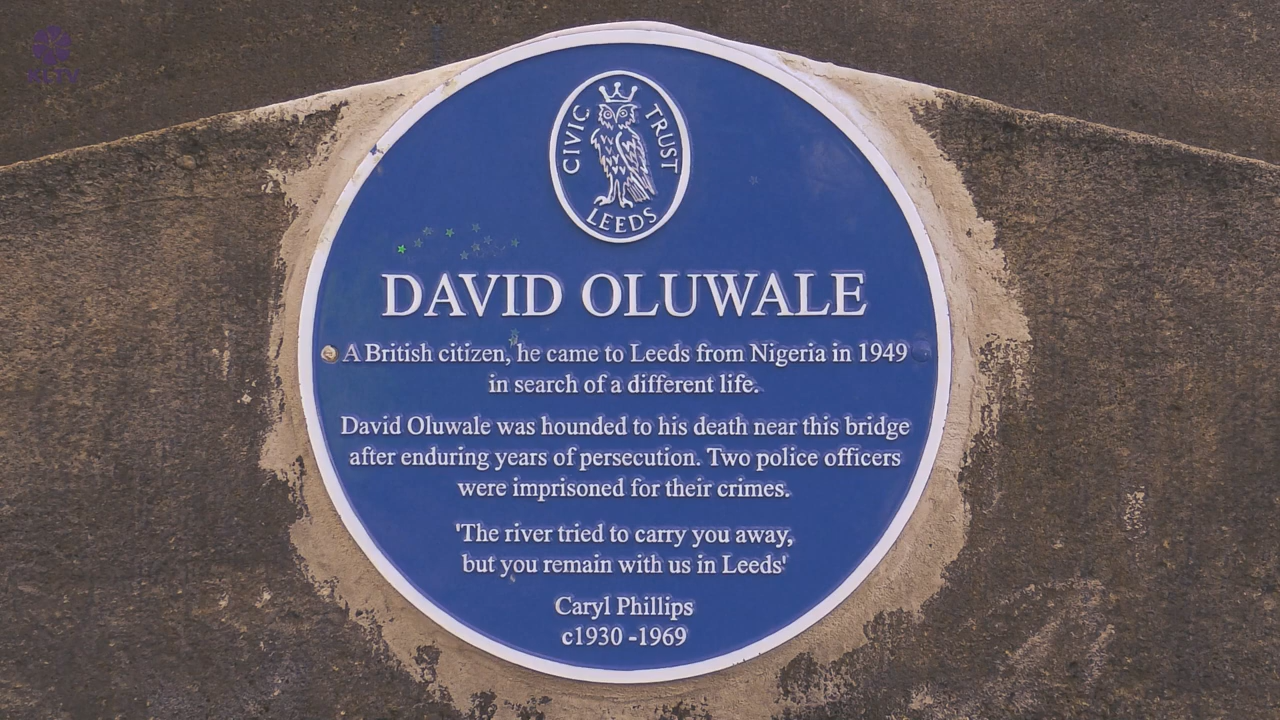 CIVIC TRUST
LEEDS
DAVID OLUWALE
A British citizen, he came to Leeds from Nigeria in 1949
in search of a different life.
David Oluwale was hounded to his death near this bridge
after enduring years of persecution. Two police officers
were imprisoned for their crimes.
'The river tried to carry you away,
but you remain with us in Leeds'
Caryl Phillips
c1930 -1969